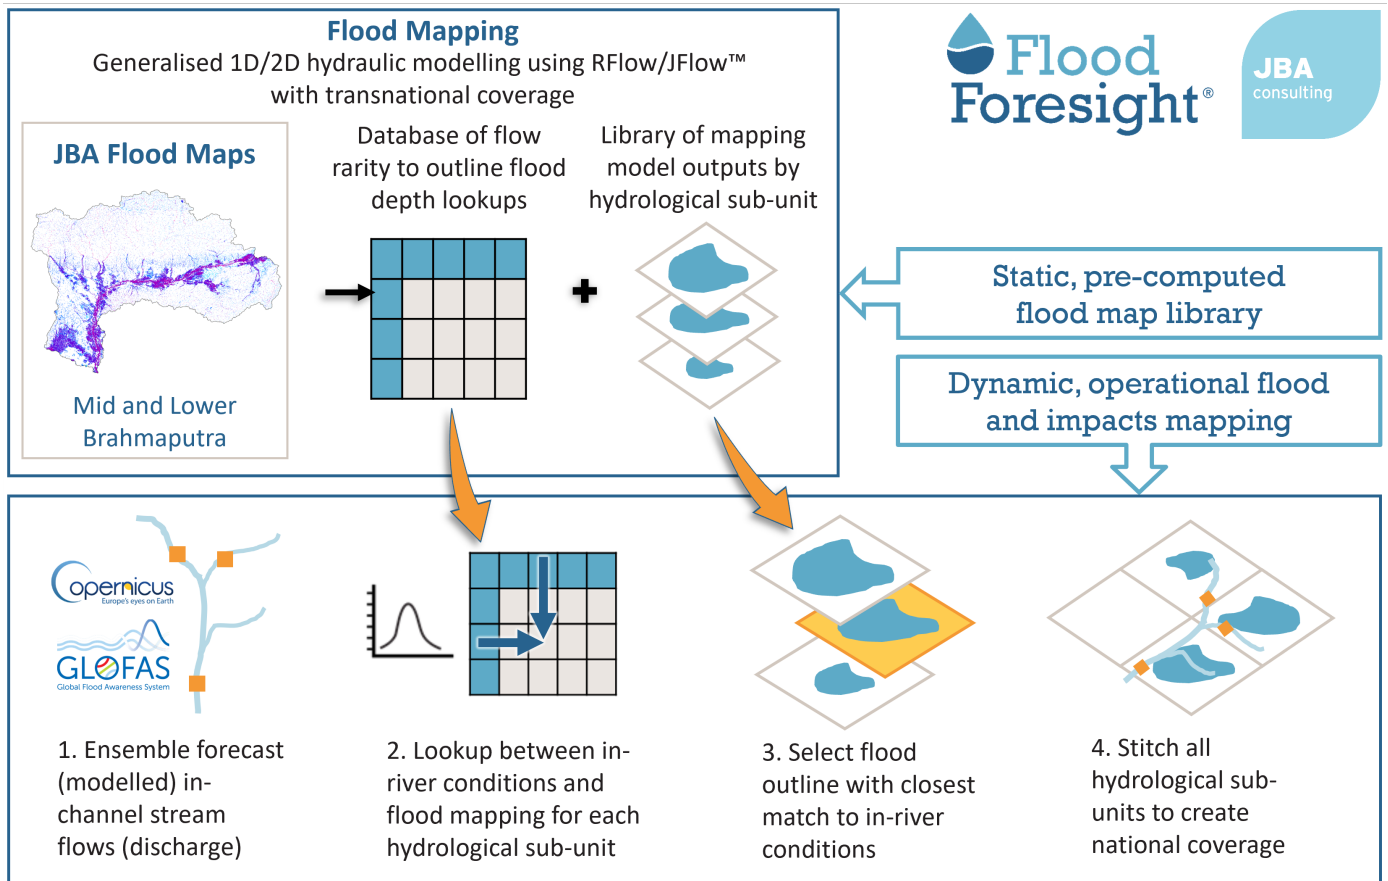 Flood Mapping
Generalised 1D/2D hydraulic modelling using RFlow/JFlow™
with transnational coverage
JBA Flood Maps
Mid and Lower
Brahmaputra
Database of flow
rarity to outline flood
depth lookups
Library of mapping
model outputs by
hydrological sub-unit
Flood
Foresight®
JBA
consulting
Static, pre-computed
flood map library
Dynamic, operational flood
and impacts mapping
Copernicus
Europe's eyes on Earth
GLOFAS
Global Flood Awareness System
1. Ensemble forecast
(modelled) in-
channel stream
flows (discharge)
2. Lookup between in-
river conditions and
flood mapping for each
hydrological sub-unit
3. Select flood
outline with closest
match to in-river
conditions
4. Stitch all
hydrological sub-
units to create
national coverage